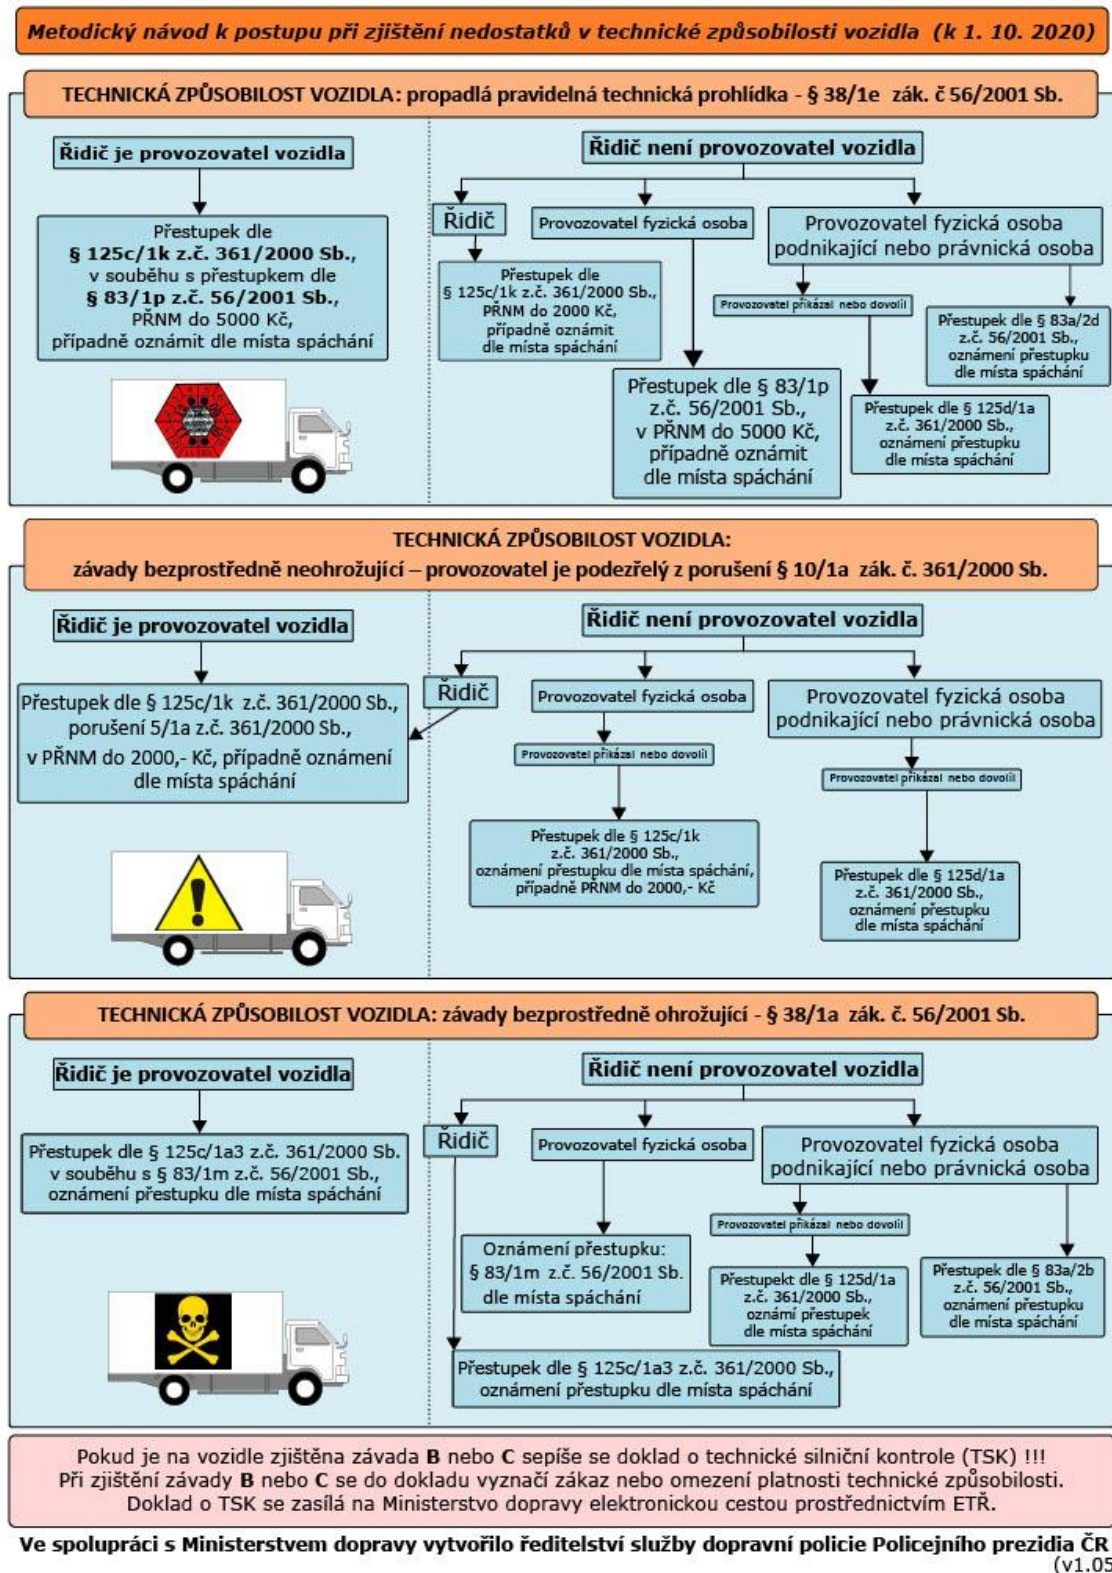 Metodický návod k postupu při zjištění nedostatků v technické způsobilosti vozidla (k 1. 10. 2020)
TECHNICKÁ ZPŮSOBILOST VOZIDLA: propadlá pravidelná technická prohlídka - § 38/1e zák. č 56/2001 Sb.
Řidič je provozovatel vozidla
Přestupek dle
§ 125c/1k z.č. 361/2000 Sb.,
v souběhu s přestupkem dle
§ 83/1p z.č. 56/2001 Sb.,
PŘNM do 5000 Kč,
případně oznámit dle místa spáchání
Řidič není provozovatel vozidla
Řidič
Přestupek dle
§ 125c/1k z.č. 361/2000 Sb.,
PŘNM do 2000 Kč,
případně oznámit
dle místa spáchání
Provozovatel fyzická osoba
Přestupek dle § 83/1p
z.č. 56/2001 Sb.,
v PŘNM do 5000 Kč,
případně oznámit
dle místa spáchání
Provozovatel fyzická osoba
podnikající nebo právnická osoba
Provozovatel přikázal nebo dovolil
Přestupek dle § 125d/1a
z.č. 361/2000 Sb.,
oznámení přestupku
dle místa spáchání
Přestupek dle § 83a/2d
z.č. 56/2001 Sb.,
oznámení přestupku
dle místa spáchání
TECHNICKÁ ZPŮSOBILOST VOZIDLA:
závady bezprostředně neohrožující – provozovatel je podezřelý z porušení § 10/1a zák. č. 361/2000 Sb.
Řidič je provozovatel vozidla
Přestupek dle § 125c/1k z.č. 361/2000 Sb.,
porušení 5/1a z.č. 361/2000 Sb.,
v PŘNM do 2000,- Kč, případně oznámení
dle místa spáchání
Řidič není provozovatel vozidla
Řidič
Provozovatel fyzická osoba
Provozovatel přikázal nebo dovolil
Přestupek dle § 125c/1k
z.č. 361/2000 Sb.,
oznámení přestupku dle místa spáchání,
případně PŘNM do 2000,- Kč
Provozovatel fyzická osoba
podnikající nebo právnická osoba
Provozovatel přikázal nebo dovolil
Přestupek dle § 125d/1a
z.č. 361/2000 Sb.,
oznámení přestupku
dle místa spáchání
TECHNICKÁ ZPŮSOBILOST VOZIDLA: závady bezprostředně ohrožující - § 38/1a zák. č. 56/2001 Sb.
Řidič je provozovatel vozidla
Přestupek dle § 125c/1a3 z.č. 361/2000 Sb.
v souběhu s § 83/1m z.č. 56/2001 Sb.,
oznámení přestupku dle místa spáchání
Řidič není provozovatel vozidla
Řidič
Přestupek dle § 125c/1a3 z.č. 361/2000 Sb.,
oznámení přestupku dle místa spáchání
Provozovatel fyzická osoba
Oznámení přestupku:
§ 83/1m z.č. 56/2001 Sb.
dle místa spáchání
Provozovatel fyzická osoba
podnikající nebo právnická osoba
Provozovatel přikázal nebo dovolil
Přestupekt dle § 125d/1a
z.č. 361/2000 Sb.,
oznámí přestupek
dle místa spáchání
Přestupek dle § 83a/2b
z.č. 56/2001 Sb.,
oznámení přestupku
dle místa spáchání
Pokud je na vozidle zjištěna závada B nebo C sepíše se doklad o technické silniční kontrole (TSK) !!!
Při zjištění závady B nebo C se do dokladu vyznačí zákaz nebo omezení platnosti technické způsobilosti.
Doklad o TSK se zasílá na Ministerstvo dopravy elektronickou cestou prostřednictvím ETŘ.
Ve spolupráci s Ministerstvem dopravy vytvořilo ředitelství služby dopravní policie Policejního prezidia ČR
(v1.05